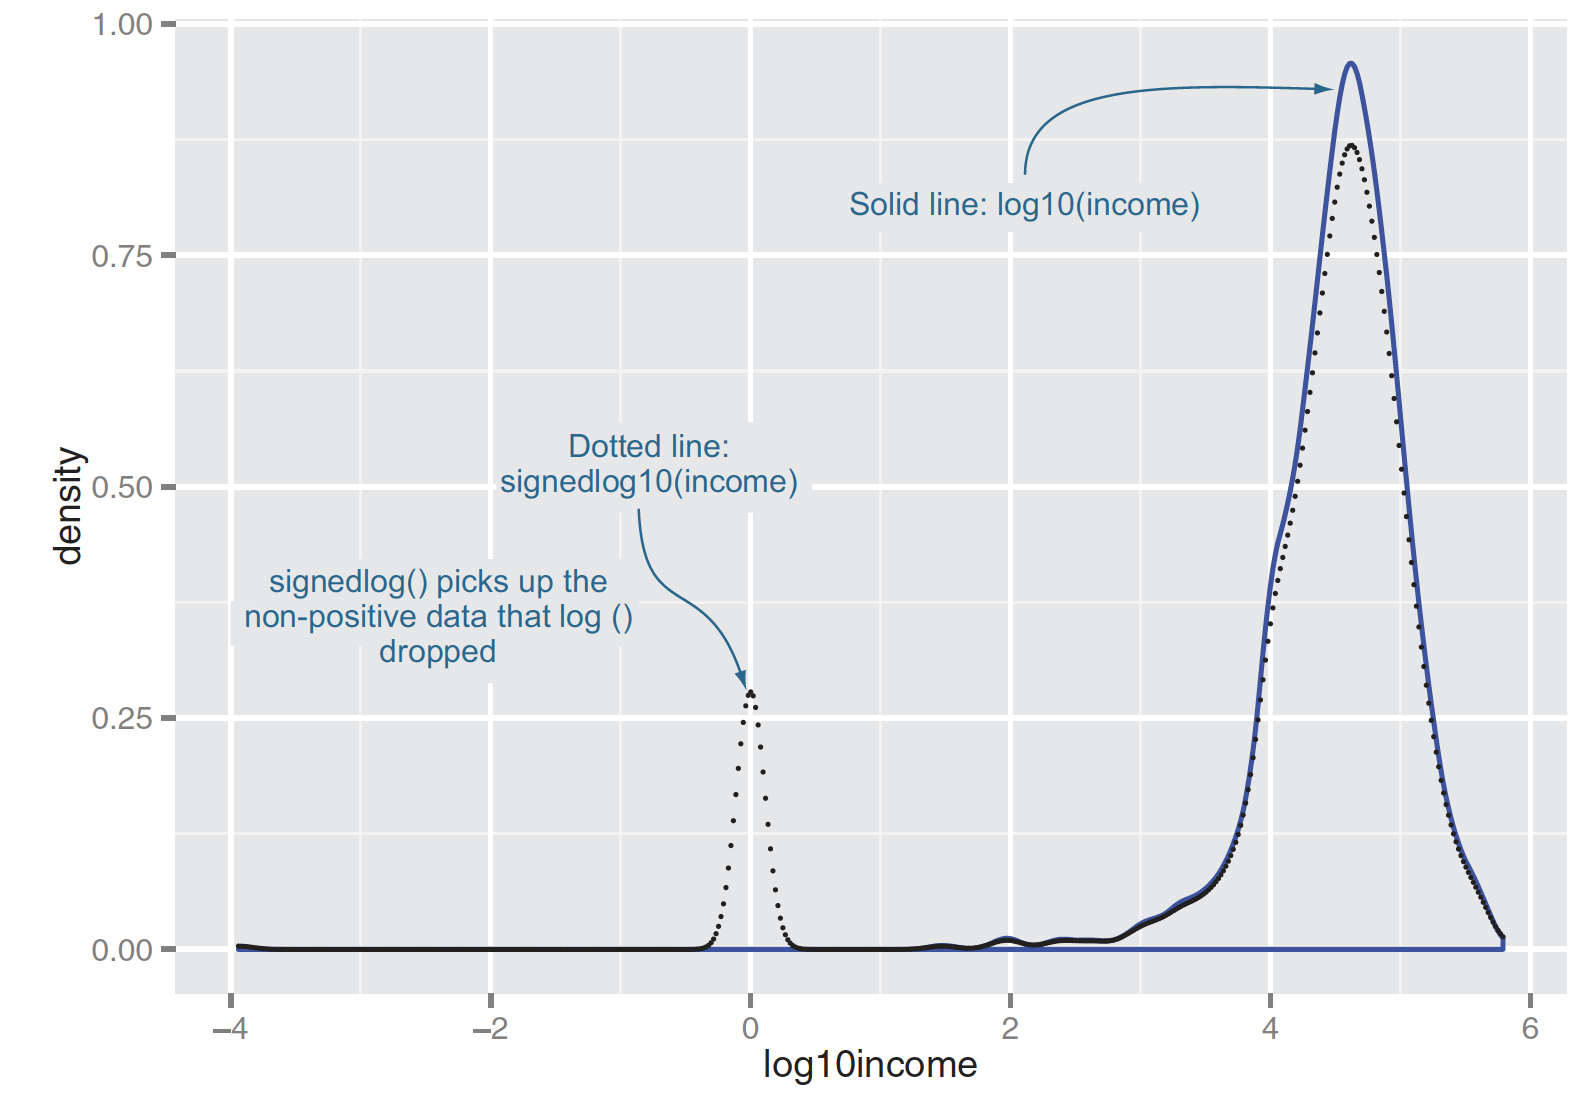 1.00
Solid line: log10(income)
0.75
Dotted line:
signedlog10(income)
0.50
density
signedlog() picks up the
non-positive data that log ()
dropped
0.25
0.00
–4
–2
0
2
4
6
log10income